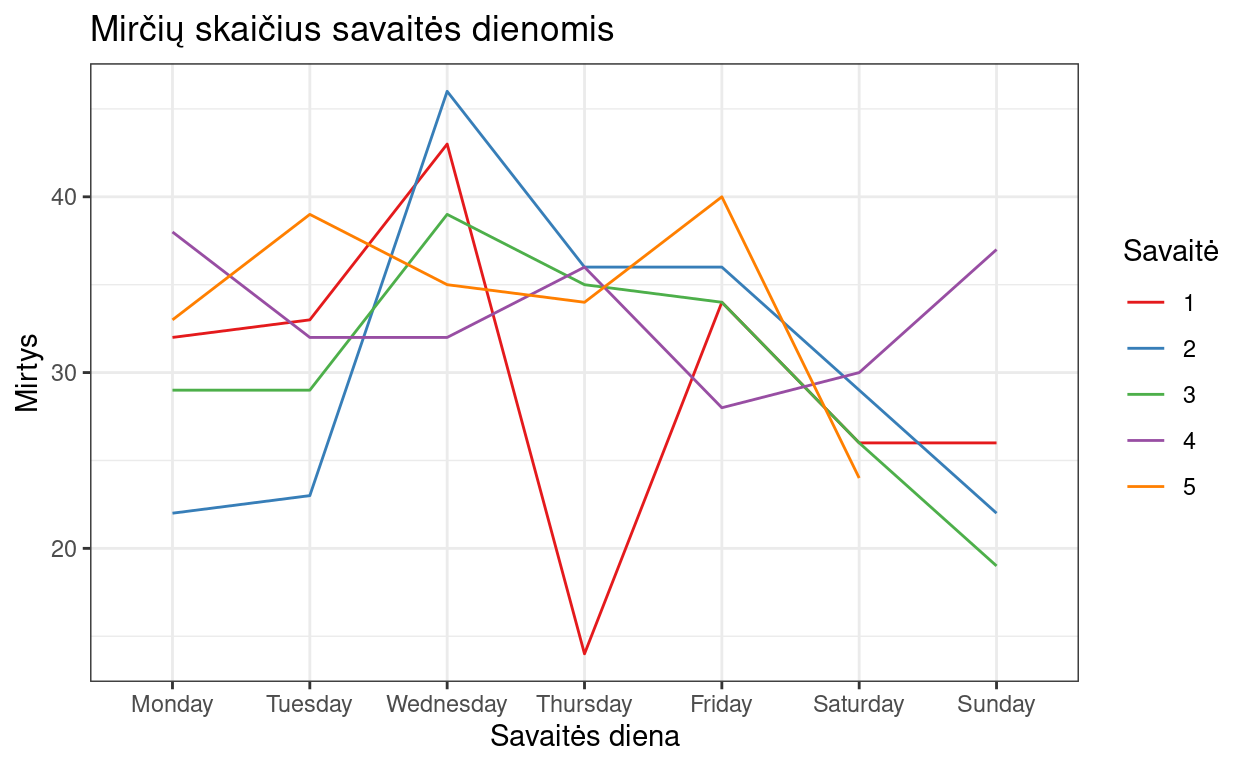 Mirčių skaičius savaitės dienomis
Mirtys
40
30
20
Monday Tuesday Wednesday Thursday Friday Saturday Sunday
Savaitės diena
Savaitė
1
2
3
4
5